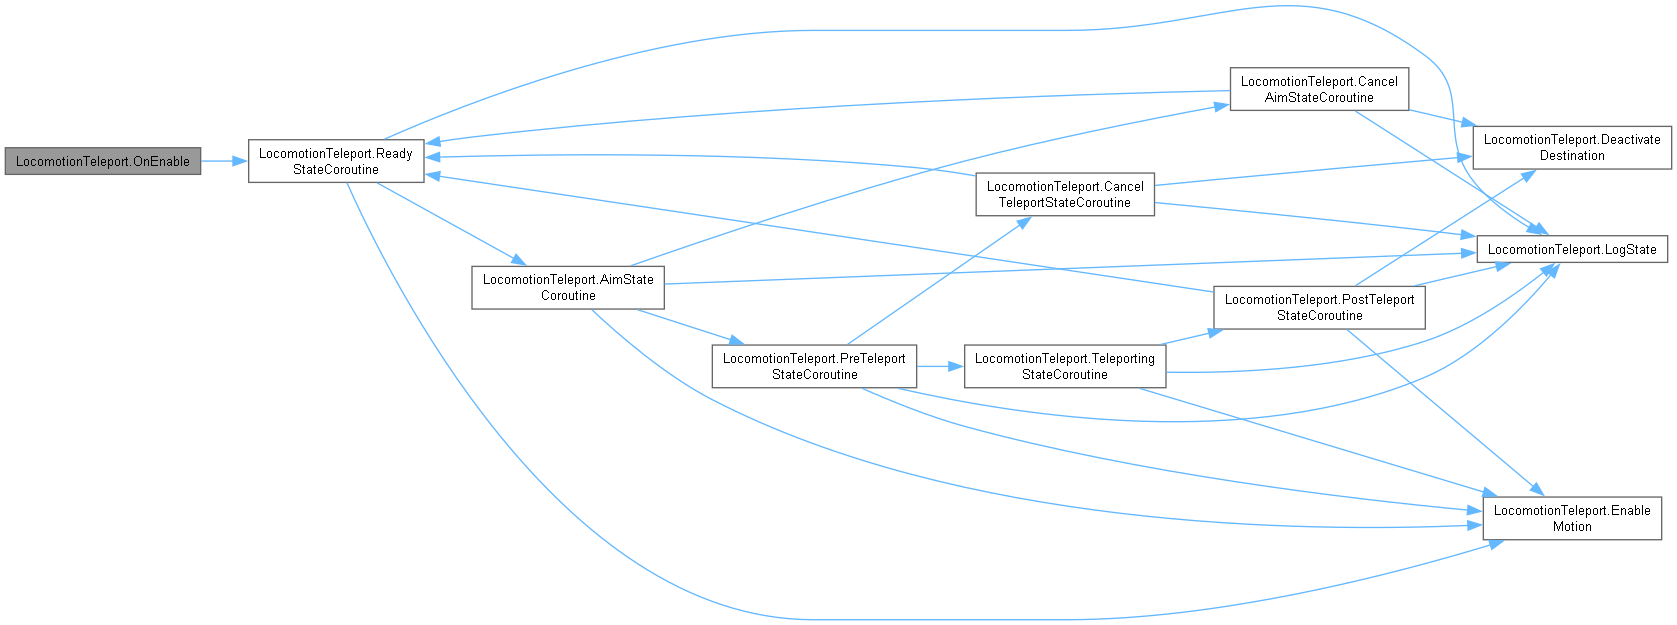 LocomotionTeleport.OnEnable
LocomotionTeleport.Ready
StateCoroutine
LocomotionTeleport.AimState
Coroutine
LocomotionTeleport.PreTeleport
StateCoroutine
LocomotionTeleport.Cancel
TeleportStateCoroutine
LocomotionTeleport.Teleporting
StateCoroutine
LocomotionTeleport.Cancel
AimStateCoroutine
LocomotionTeleport.PostTeleport
StateCoroutine
LocomotionTeleport.Deactivate
Destination
LocomotionTeleport.LogState
LocomotionTeleport.Enable
Motion